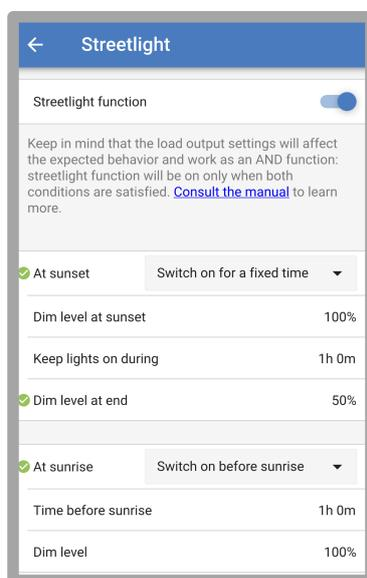 Streetlight
Streetlight function
Keep in mind that the load output settings will affect
the expected behavior and work as an AND function:
streetlight function will be on only when both
conditions are satisfied. Consult the manual to learn
more.
At sunset Switch on for a fixed time
Dim level at sunset 100%
Keep lights on during 1h 0m
Dim level at end 50%
At sunrise Switch on before sunrise
Time before sunrise 1h 0m
Dim level 100%